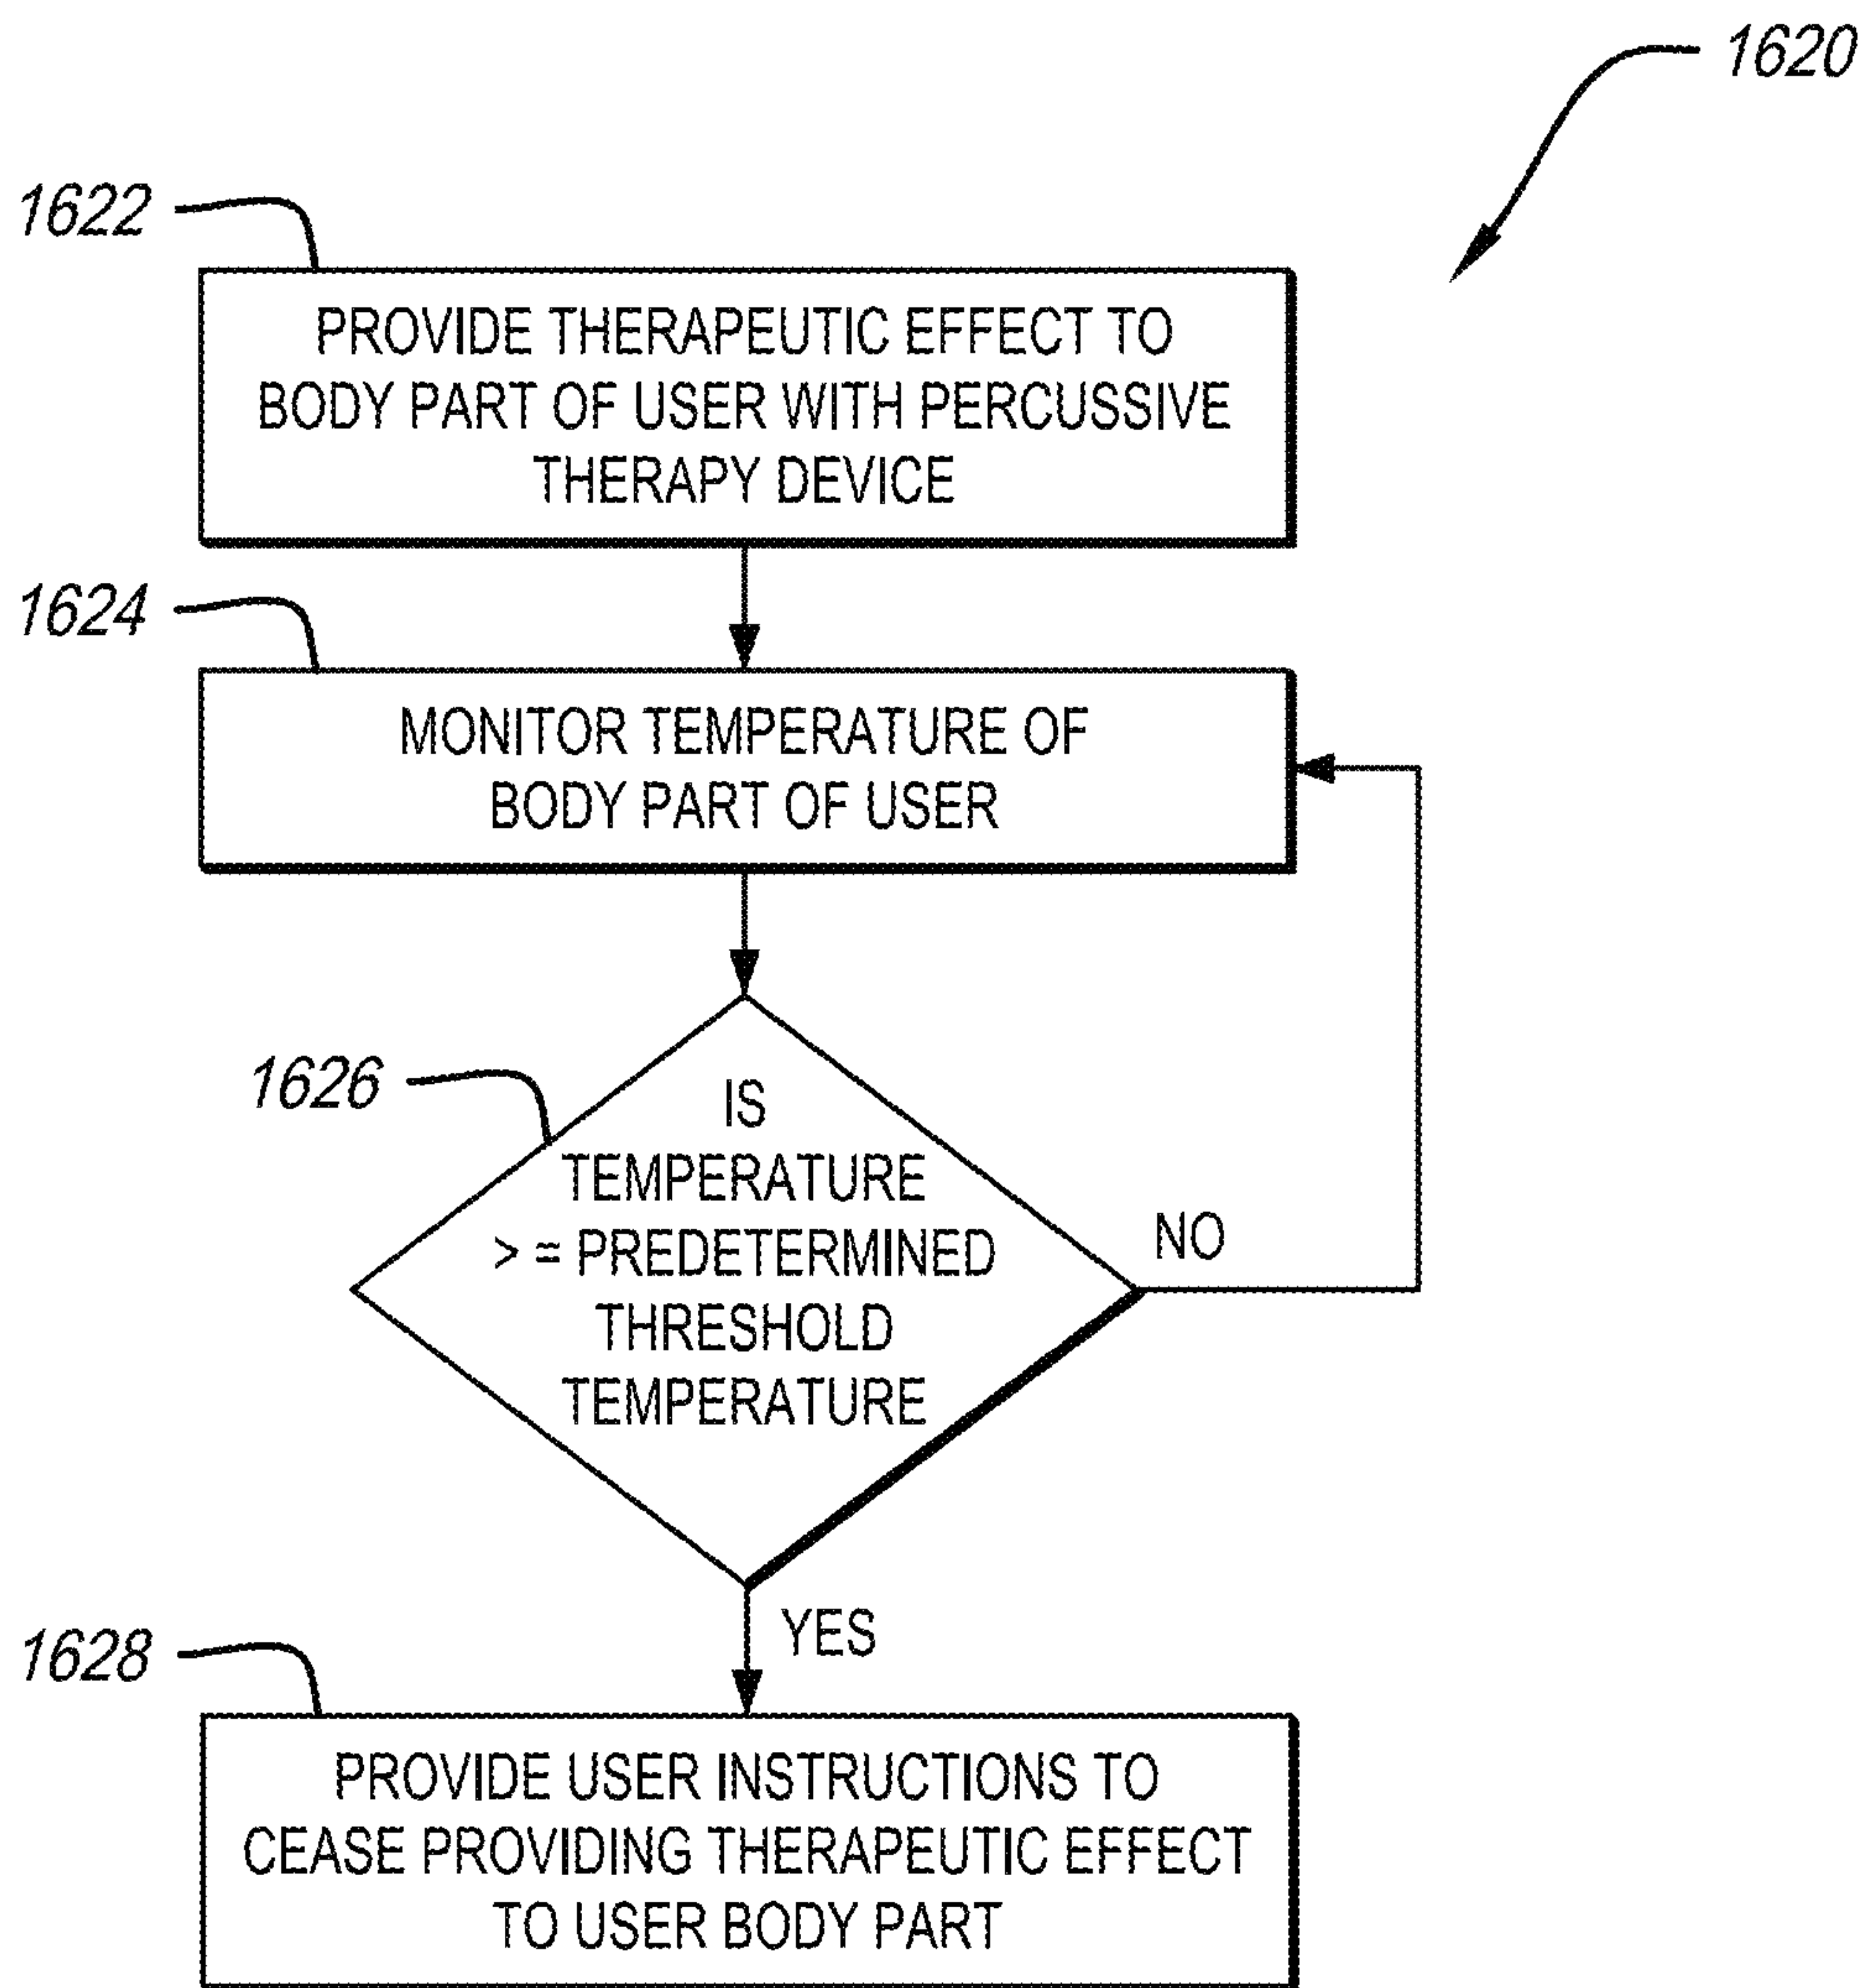 1620
1622
PROVIDE THERAPEUTIC EFFECT TO
BODY PART OF USER WITH PERCUSSIVE
THERAPY DEVICE
1624
MONITOR TEMPERATURE OF
BODY PART OF USER
1626
IS
TEMPERATURE
> = PREDETERMINED
THRESHOLD
TEMPERATURE
NO
YES
1628
PROVIDE USER INSTRUCTIONS TO
CEASE PROVIDING THERAPEUTIC EFFECT
TO USER BODY PART